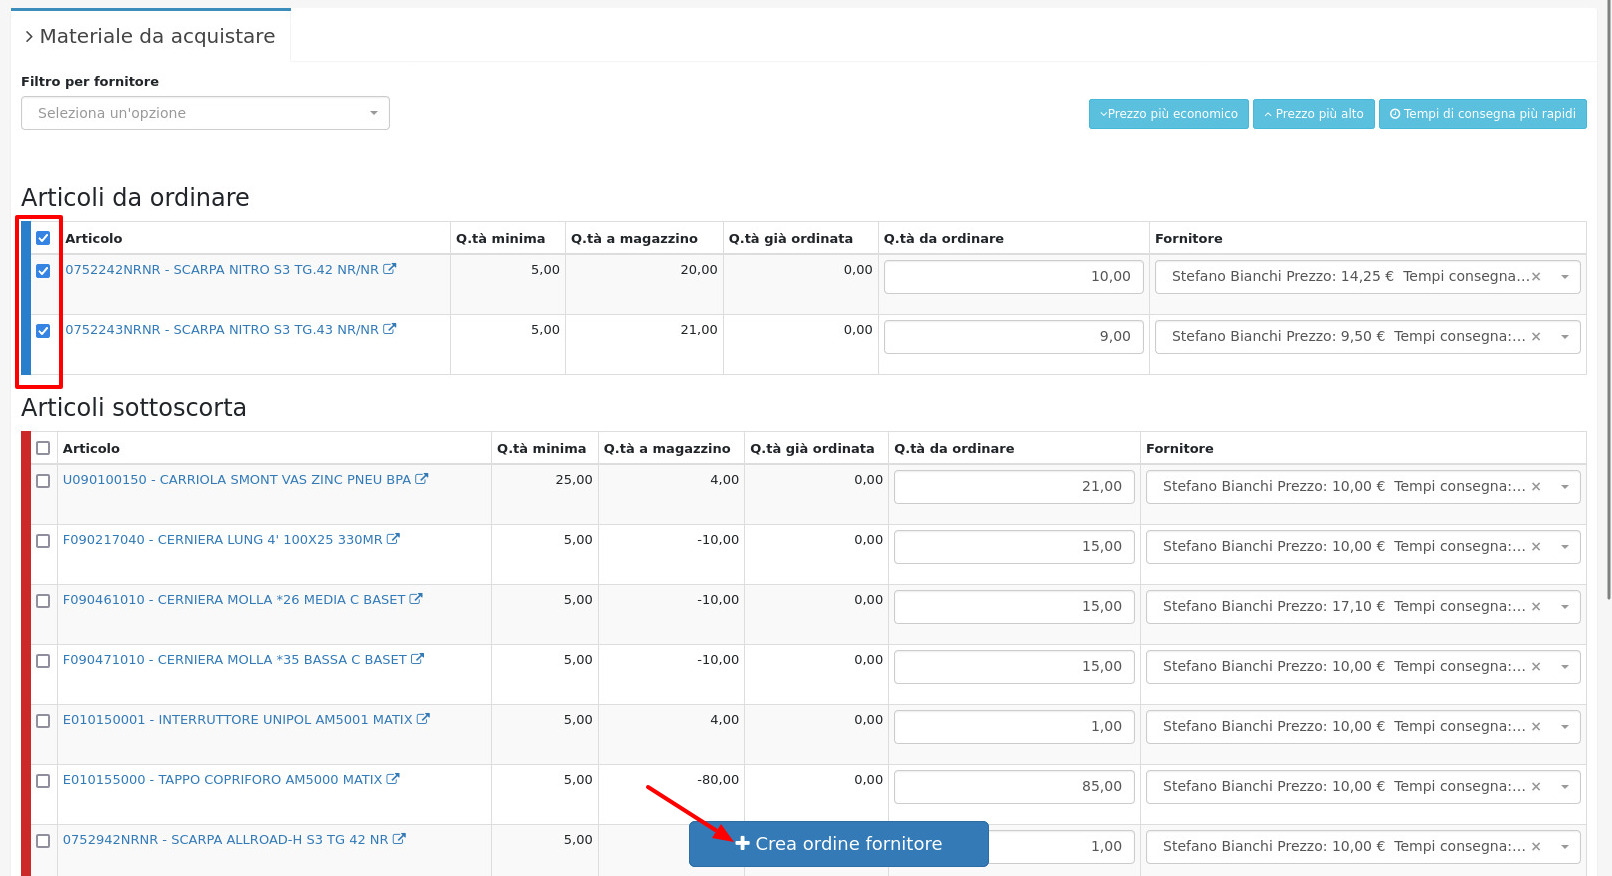 Materiale da acquistare
Filtro per fornitore
Seleziona un'opzione
Prezzo più economico Prezzo più alto Tempi di consegna più rapidi
Articoli da ordinare
Articolo Q.tà minima Q.tà a magazzino Q.tà già ordinata Q.tà da ordinare Fornitore
0752242NRNR - SCARPA NITRO S3 TG.42 NR/NR 5,00 20,00 0,00 10,00 Stefano Bianchi Prezzo: 14,25 € Tempi consegna...×
0752243NRNR - SCARPA NITRO S3 TG.43 NR/NR 5,00 21,00 0,00 9,00 Stefano Bianchi Prezzo: 9,50 € Tempi consegna:... ×
Articoli sottoscorta
Articolo Q.tà minima Q.tà a magazzino Q.tà già ordinata Q.tà da ordinare Fornitore
U090100150 - CARRIOLA SMONT VAS ZINC PNEU BPA 25,00 4,00 0,00 21,00 Stefano Bianchi Prezzo: 10,00 € Tempi consegna:... ×
F090217040 - CERNIERA LUNG 4' 100X25 330MR 5,00 -10,00 0,00 15,00 Stefano Bianchi Prezzo: 10,00 € Tempi consegna:... ×
F090461010 - CERNIERA MOLLA *26 MEDIA C BASET 5,00 -10,00 0,00 15,00 Stefano Bianchi Prezzo: 17,10 € Tempi consegna:... ×
F090471010 - CERNIERA MOLLA *35 BASSA C BASET 5,00 -10,00 0,00 15,00 Stefano Bianchi Prezzo: 10,00 € Tempi consegna:... ×
E010150001 - INTERRUTTORE UNIPOL AM5001 MATIX 5,00 4,00 0,00 1,00 Stefano Bianchi Prezzo: 10,00 € Tempi consegna:... ×
E010155000 - TAPPO COPRIFORO AM5000 MATIX 5,00 -80,00 0,00 85,00 Stefano Bianchi Prezzo: 10,00 € Tempi consegna:... ×
0752942NRNR - SCARPA ALLROAD-H S3 TG 42 NR 5,00 1,00 Stefano Bianchi Prezzo: 10,00 € Tempi consegna:... ×
Crea ordine fornitore